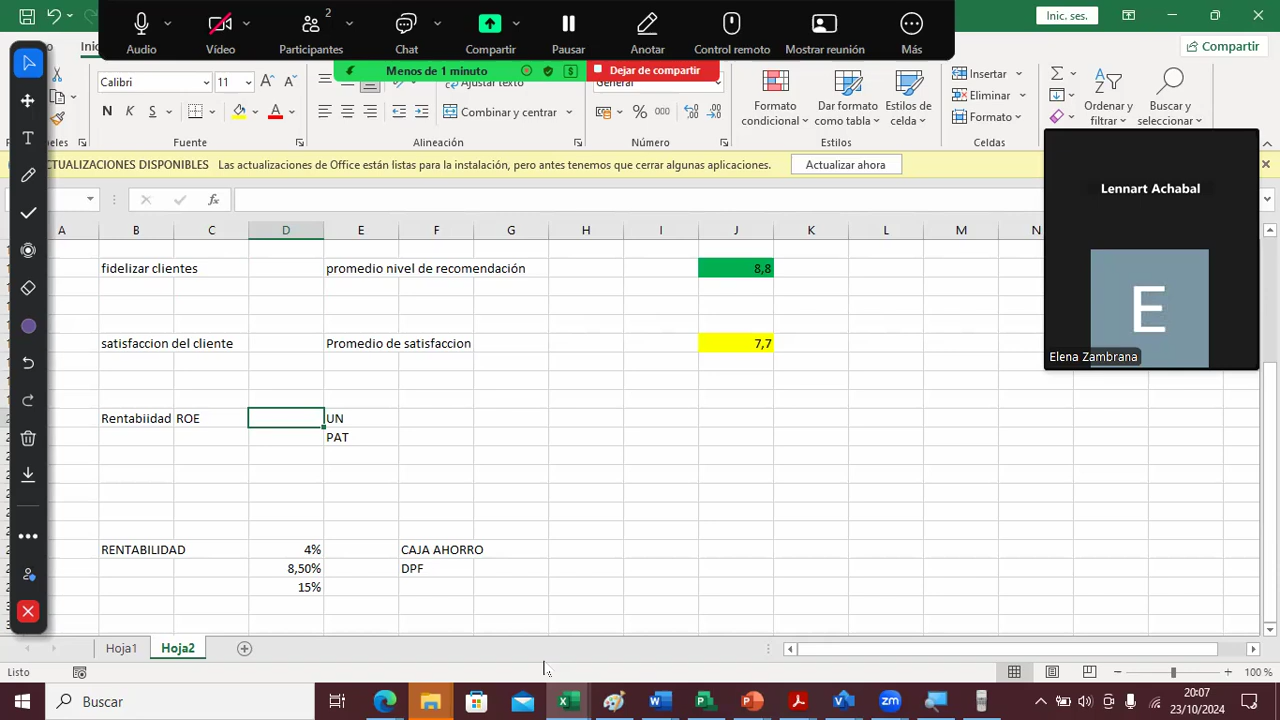 Inic. ses.
Audio
Vídeo
2
Participantes
Chat
Compartir
Pausar
Anotar
Control remoto
Mostrar reunión
Más
Compartir
Menos de 1 minuto
Dejar de compartir
Calibri 11
General
N K S
Combinar y centrar
% 000
Formato condicional
Dar formato como tabla
Estilos de celda
Insertar
Eliminar
Formato
Ordenar y filtrar
Buscar y seleccionar
Fuente
Alineación
Número
Estilos
Celdas
CTUALIZACIONES DISPONIBLES Las actualizaciones de Office están listas para la instalación, pero antes tenemos que cerrar algunas aplicaciones. Actualizar ahora
Lennart Achabal
E
Elena Zambrana
fx
A B C D E F G H I J K L M N
fidelizar clientes promedio nivel de recomendación 8,8
satisfaccion del cliente Promedio de satisfaccion 7,7
Rentabiidad ROE UN
PAT
RENTABILIDAD 4% CAJA AHORRO
8,50% DPF
15%
Hoja1 Hoja2
Listo 100 %
Buscar
20:07
23/10/2024